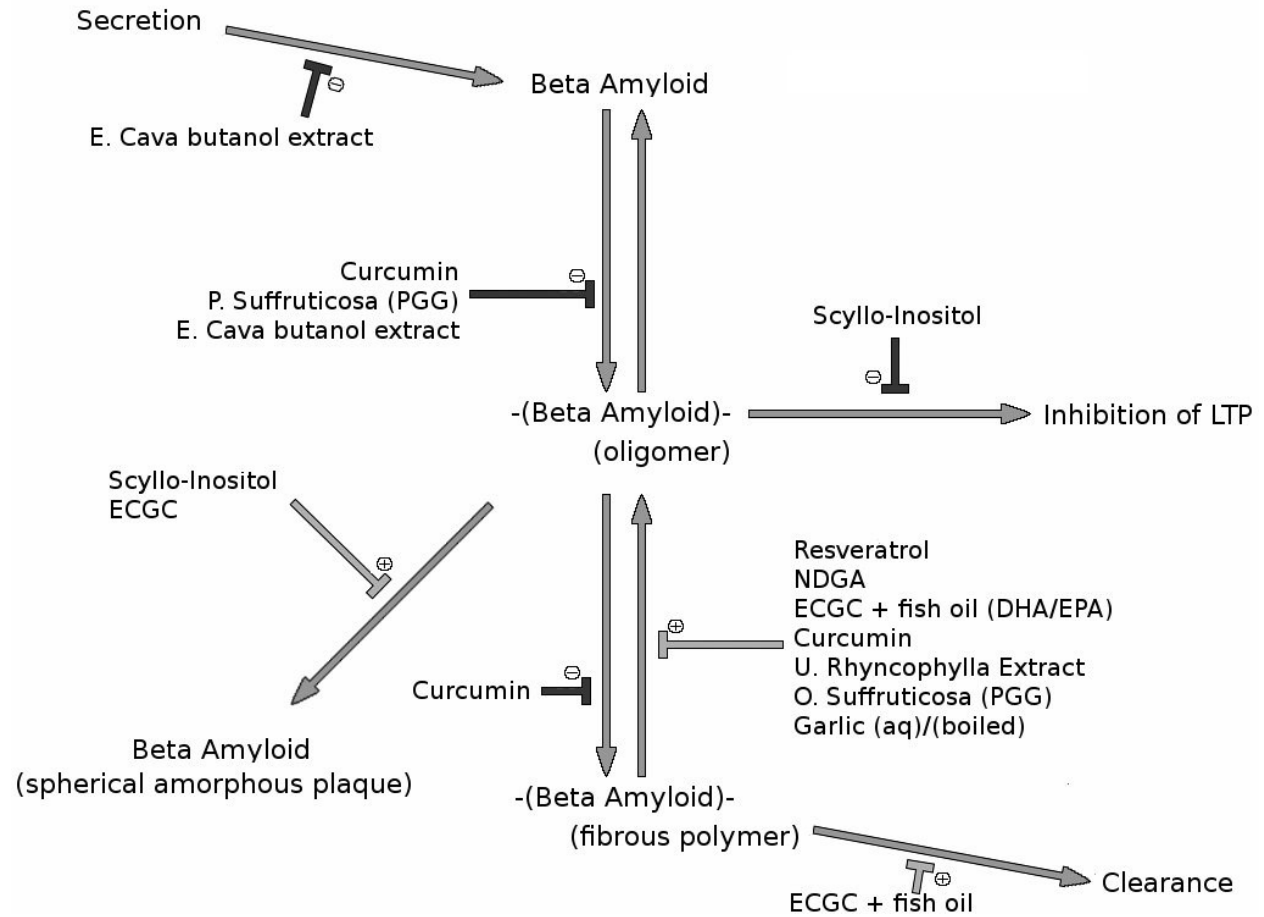 Secretion
Beta Amyloid
⊖
E. Cava butanol extract
⊖
Curcumin
P. Suffruticosa (PGG)
E. Cava butanol extract
Scyllo-Inositol
⊖
-(Beta Amyloid)-
(oligomer)
Inhibition of LTP
Scyllo-Inositol
ECGC
⊕
Resveratrol
NDGA
ECGC + fish oil (DHA/EPA)
Curcumin
U. Rhyncophylla Extract
O. Suffruticosa (PGG)
Garlic (aq)/(boiled)
⊕
⊖
Curcumin
Beta Amyloid
(spherical amorphous plaque)
-(Beta Amyloid)-
(fibrous polymer)
⊕
Clearance
ECGC + fish oil